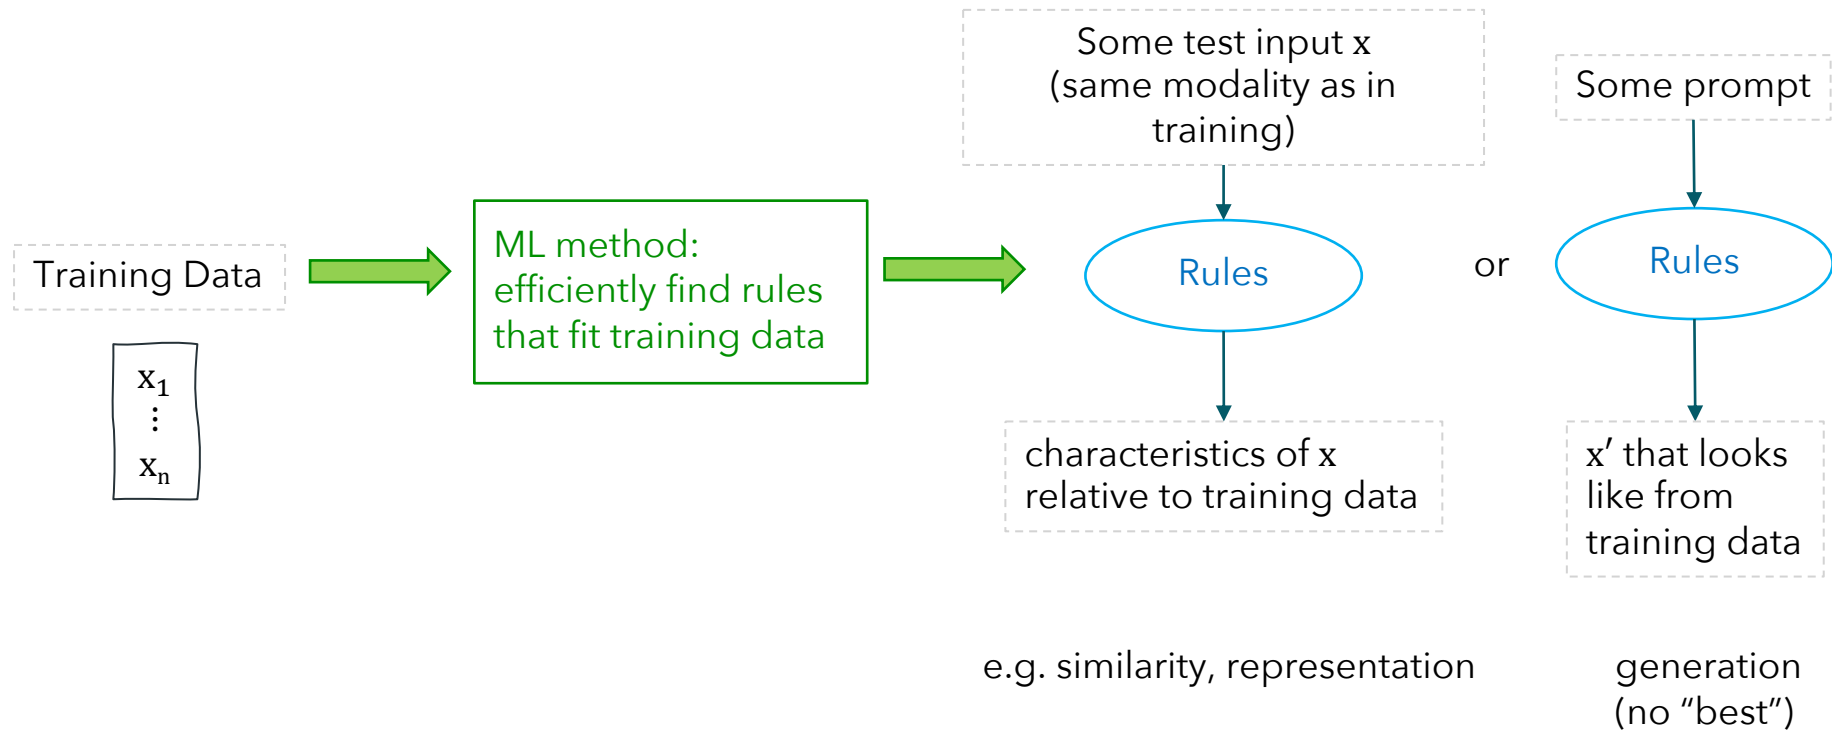 Training Data
x₁
⋮
xₙ
ML method:
efficiently find rules
that fit training data
Some test input x
(same modality as in
training)
Rules
characteristics of x
relative to training data
e.g. similarity, representation
or
Some prompt
Rules
x′ that looks
like from
training data
generation
(no “best”)